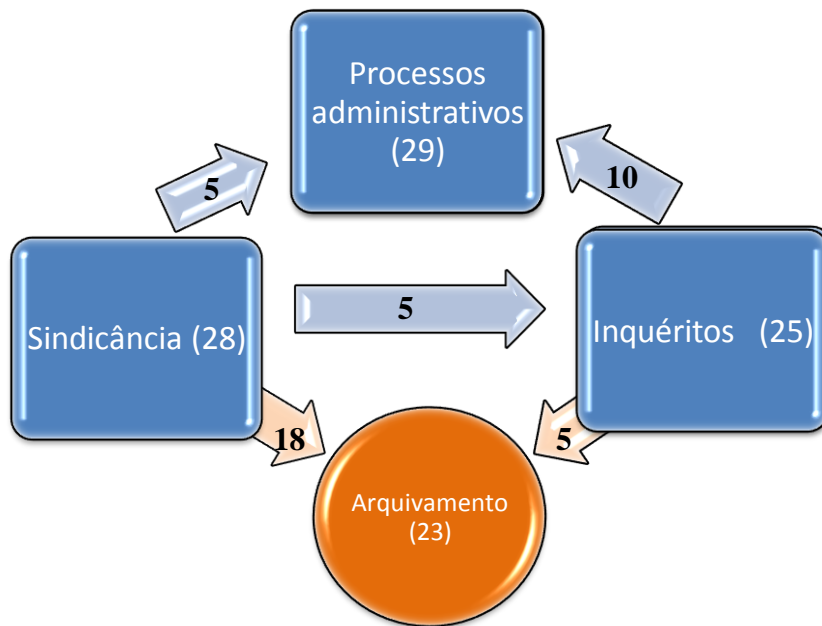 Processos
administrativos
(29)
5
10
Sindicância (28)
5
Inquéritos (25)
18
5
Arquivamento
(23)